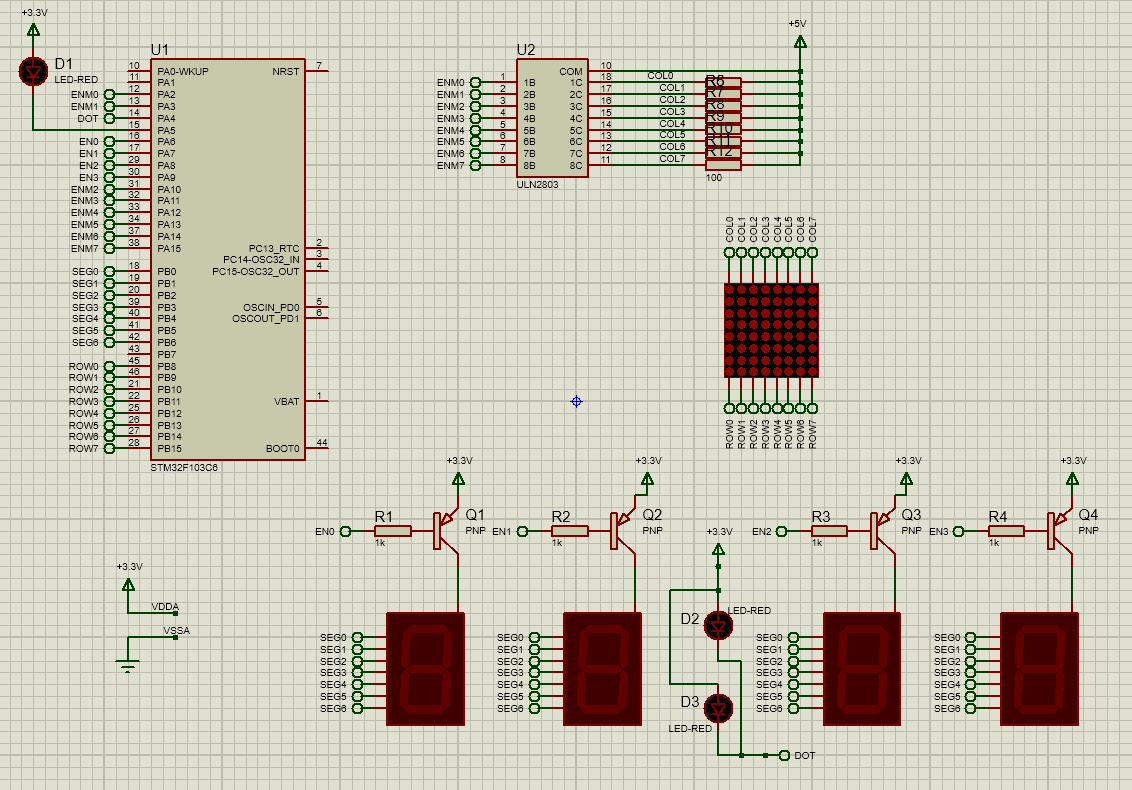 +3.3V
D1
LED-RED
U1
10 PA0-WKUP
11 PA1
ENM0 12 PA2
ENM1 13 PA3
DOT 14 PA4
15 PA5
EN0 16 PA6
EN1 17 PA7
EN2 29 PA8
EN3 30 PA9
ENM2 31 PA10
ENM3 32 PA11
ENM4 33 PA12
ENM5 34 PA13
ENM6 37 PA14
ENM7 38 PA15
SEG0 18 PB0
SEG1 19 PB1
SEG2 20 PB2
SEG3 39 PB3
SEG4 40 PB4
SEG5 41 PB5
SEG6 42 PB6
43 PB7
ROW0 45 PB8
ROW1 46 PB9
ROW2 21 PB10
ROW3 22 PB11
ROW4 25 PB12
ROW5 26 PB13
ROW6 27 PB14
ROW7 28 PB15
NRST 7
PC13_RTC 2
PC14-OSC32_IN 3
PC15-OSC32_OUT 4
OSCIN_PD0 5
OSCOUT_PD1 6
VBAT 1
BOOT0 44
STM32F103C6
U2
ENM0 1 1B
ENM1 2 2B
ENM2 3 3B
ENM3 4 4B
ENM4 5 5B
ENM5 6 6B
ENM6 7 7B
ENM7 8 8B
COM 10
1C 18 COL0
2C 17 COL1
3C 16 COL2
4C 15 COL3
5C 14 COL4
6C 13 COL5
7C 12 COL6
8C 11 COL7
ULN2803
+5V
R6
R7
R8
R9
R10
R11
R12
100
COL0
COL1
COL2
COL3
COL4
COL5
COL6
COL7
ROW0
ROW1
ROW2
ROW3
ROW4
ROW5
ROW6
ROW7
+3.3V
EN0 R1 Q1
1k PNP
+3.3V
EN1 R2 Q2
1k PNP
+3.3V
EN2 R3 Q3
1k PNP
+3.3V
EN3 R4 Q4
1k PNP
+3.3V
VDDA
VSSA
SEG0
SEG1
SEG2
SEG3
SEG4
SEG5
SEG6
SEG0
SEG1
SEG2
SEG3
SEG4
SEG5
SEG6
+3.3V
D2
LED-RED
D3
LED-RED
DOT
SEG0
SEG1
SEG2
SEG3
SEG4
SEG5
SEG6
SEG0
SEG1
SEG2
SEG3
SEG4
SEG5
SEG6